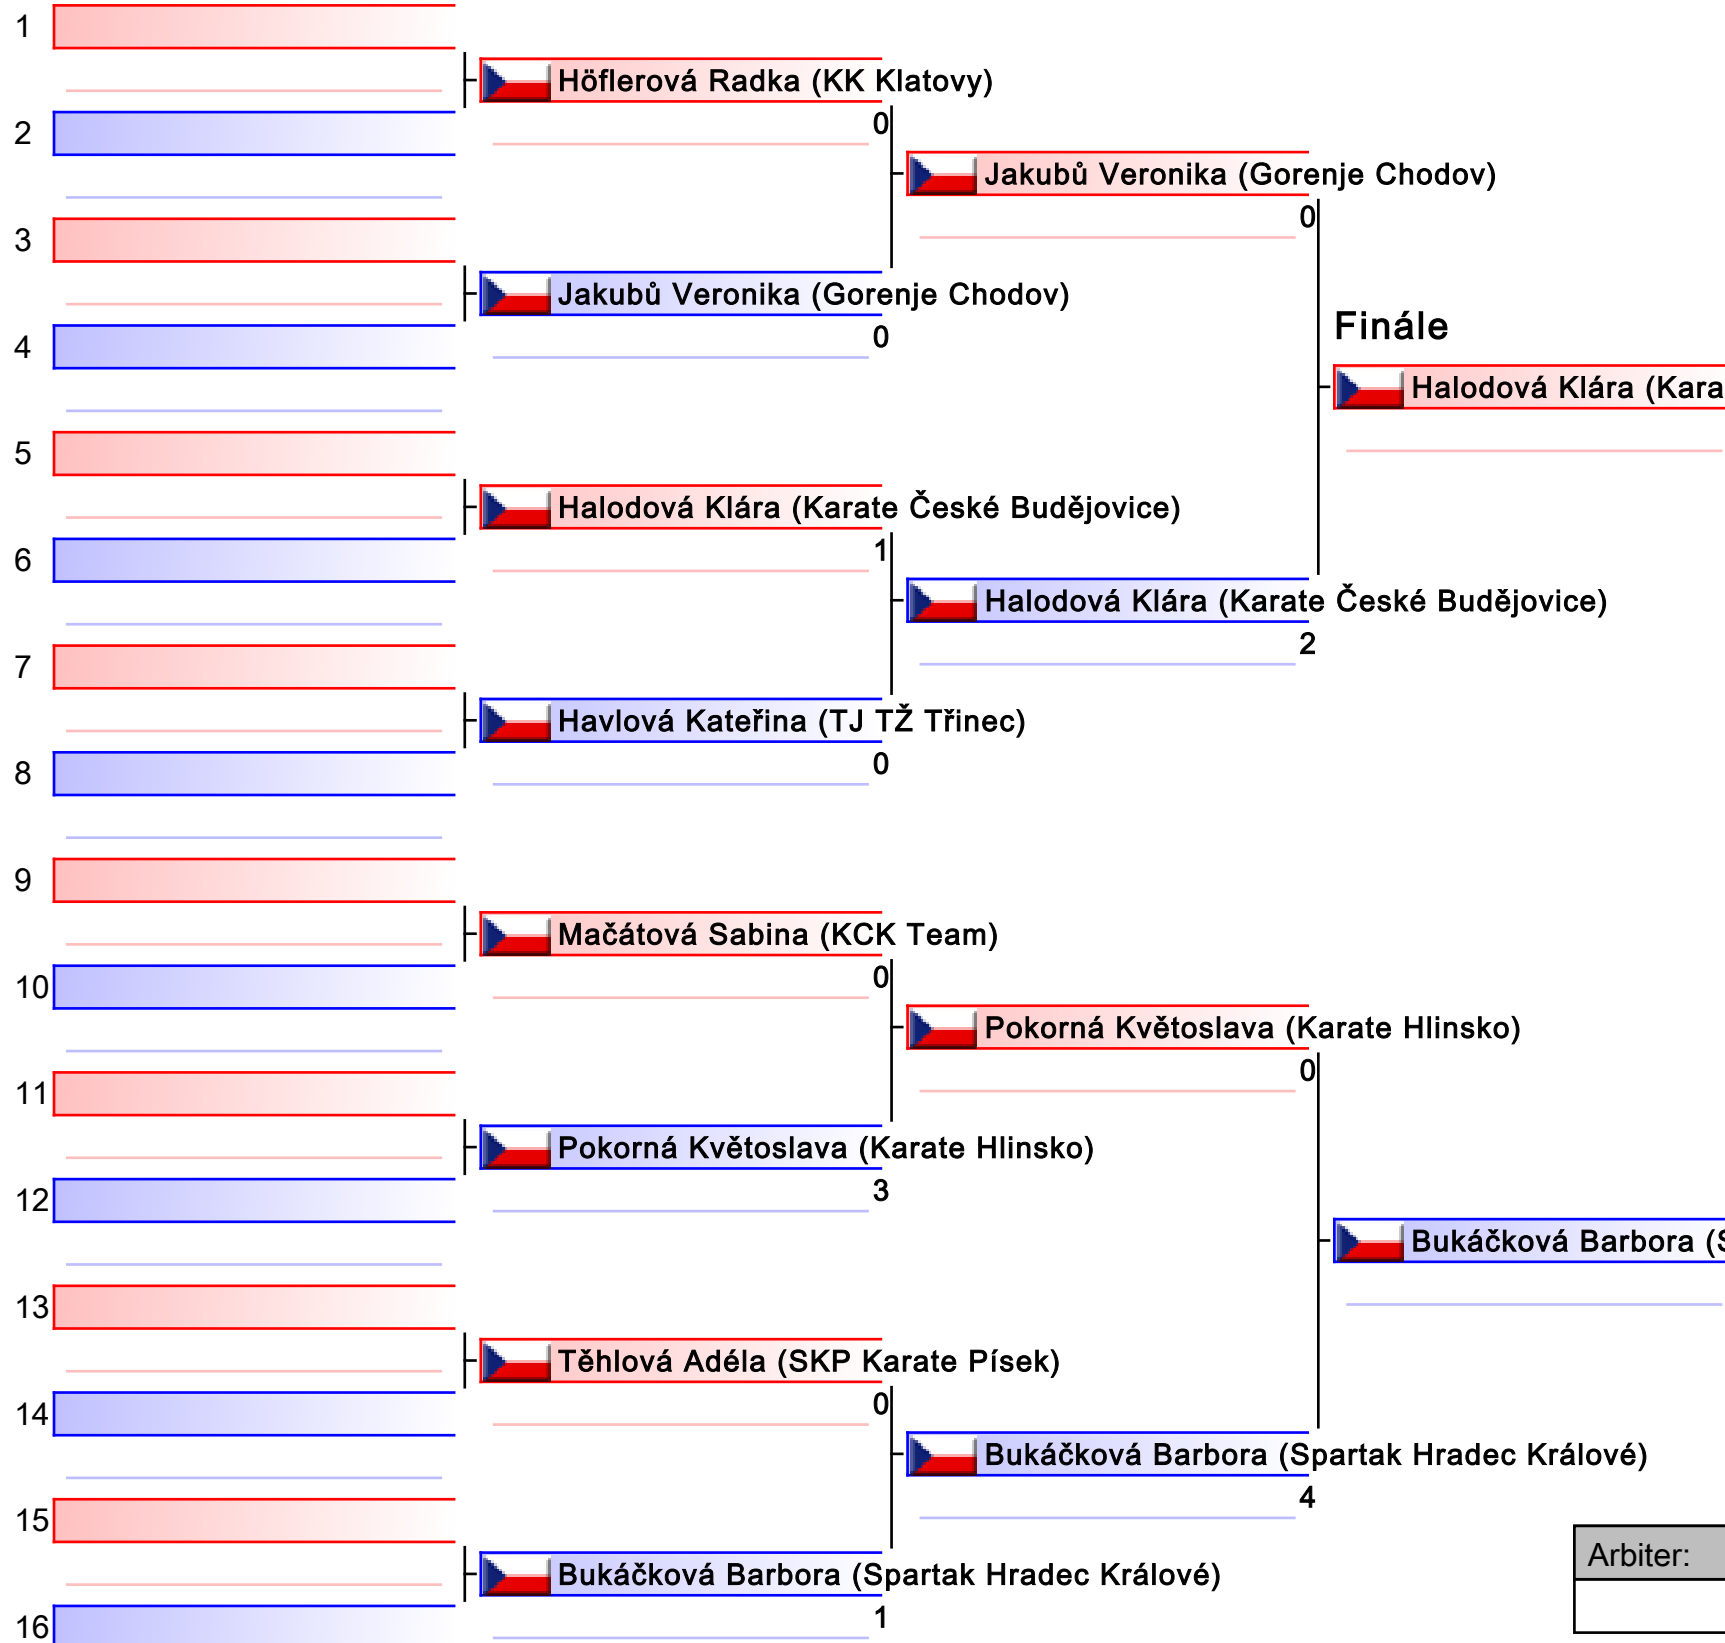 1
Höflerová Radka (KK Klatovy)
0
2
Jakubů Veronika (Gorenje Chodov)
0
3
Jakubů Veronika (Gorenje Chodov)
0
4
Finále
Halodová Klára (Kara
5
Halodová Klára (Karate České Budějovice)
1
6
Halodová Klára (Karate České Budějovice)
2
7
Havlová Kateřina (TJ TŽ Třinec)
0
8
9
Mačátová Sabina (KCK Team)
0
10
Pokorná Květoslava (Karate Hlinsko)
0
11
Pokorná Květoslava (Karate Hlinsko)
3
12
Bukáčková Barbora (S
13
Těhlová Adéla (SKP Karate Písek)
0
14
Bukáčková Barbora (Spartak Hradec Králové)
4
15
Arbiter:
Bukáčková Barbora (Spartak Hradec Králové)
1
16